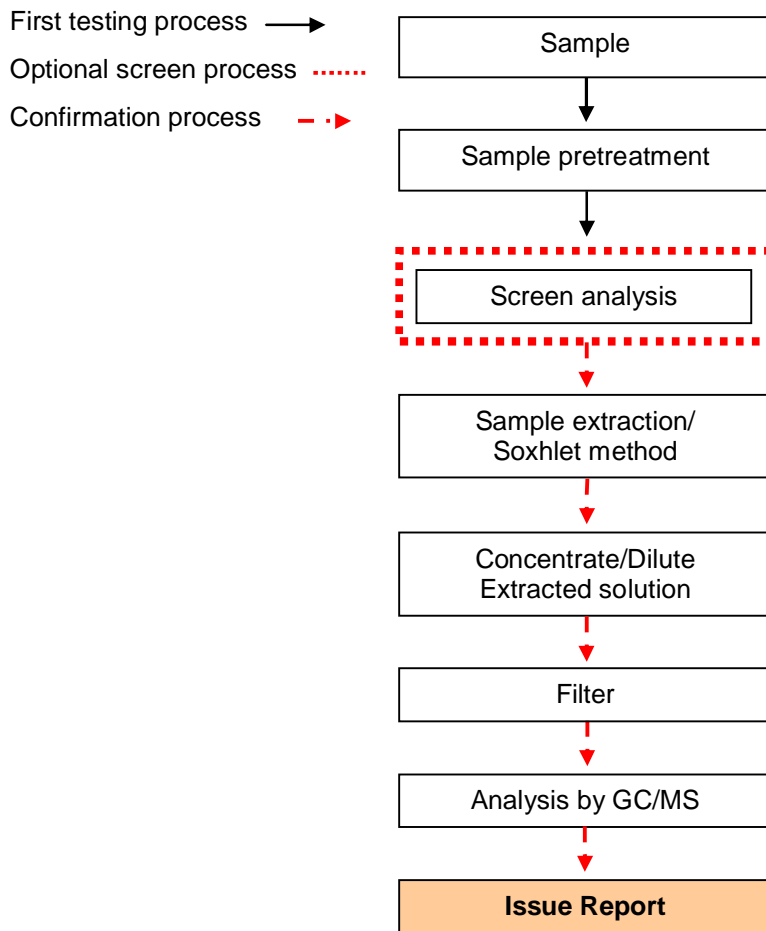 First testing process
Optional screen process
Confirmation process
Sample
Sample pretreatment
Screen analysis
Sample extraction/
Soxhlet method
Concentrate/Dilute
Extracted solution
Filter
Analysis by GC/MS
Issue Report